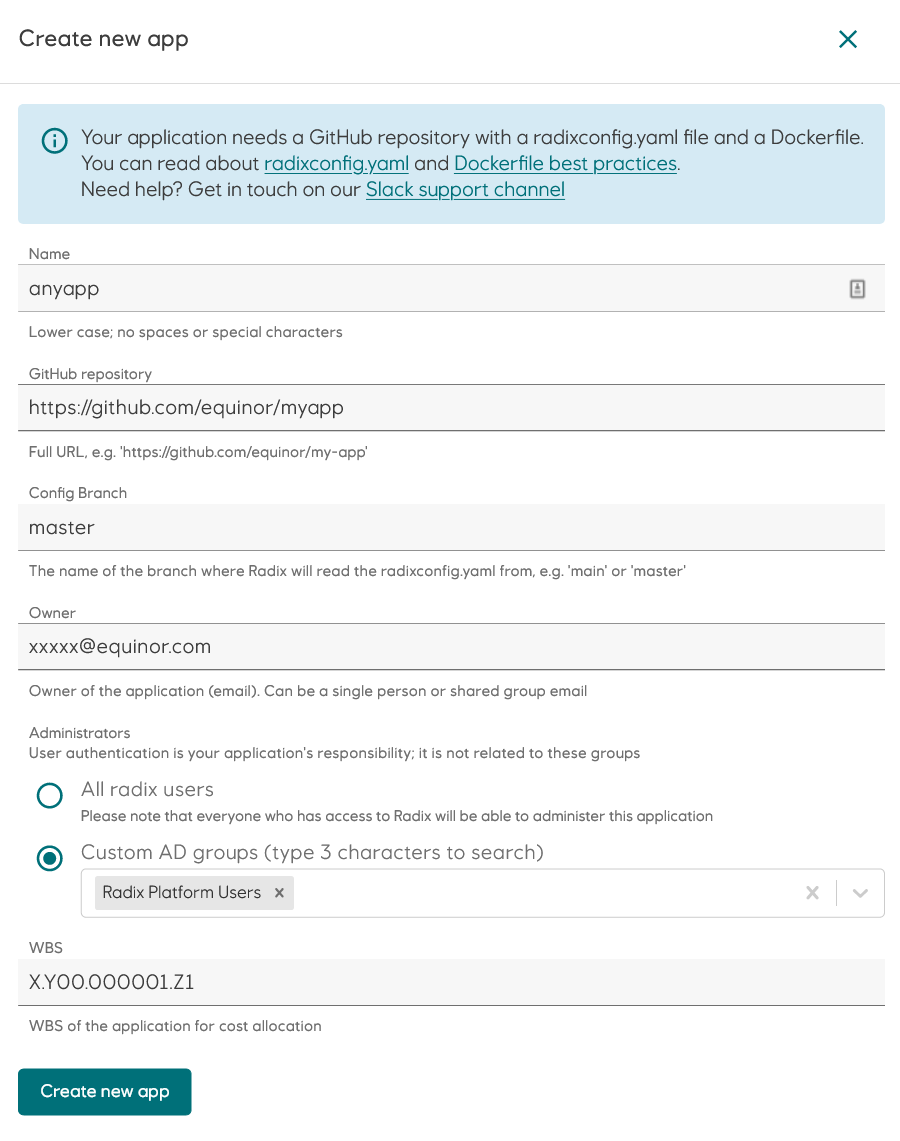 Create new app
Your application needs a GitHub repository with a radixconfig.yaml file and a Dockerfile.
You can read about radixconfig.yaml and Dockerfile best practices.
Need help? Get in touch on our Slack support channel
Name
anyapp
Lower case; no spaces or special characters
GitHub repository
https://github.com/equinor/myapp
Full URL, e.g. 'https://github.com/equinor/my-app'
Config Branch
master
The name of the branch where Radix will read the radixconfig.yaml from, e.g. 'main' or 'master'
Owner
xxxxx@equinor.com
Owner of the application (email). Can be a single person or shared group email
Administrators
User authentication is your application's responsibility; it is not related to these groups
All radix users
Please note that everyone who has access to Radix will be able to administer this application
Custom AD groups (type 3 characters to search)
Radix Platform Users
WBS
X.Y00.000001.Z1
WBS of the application for cost allocation
Create new app